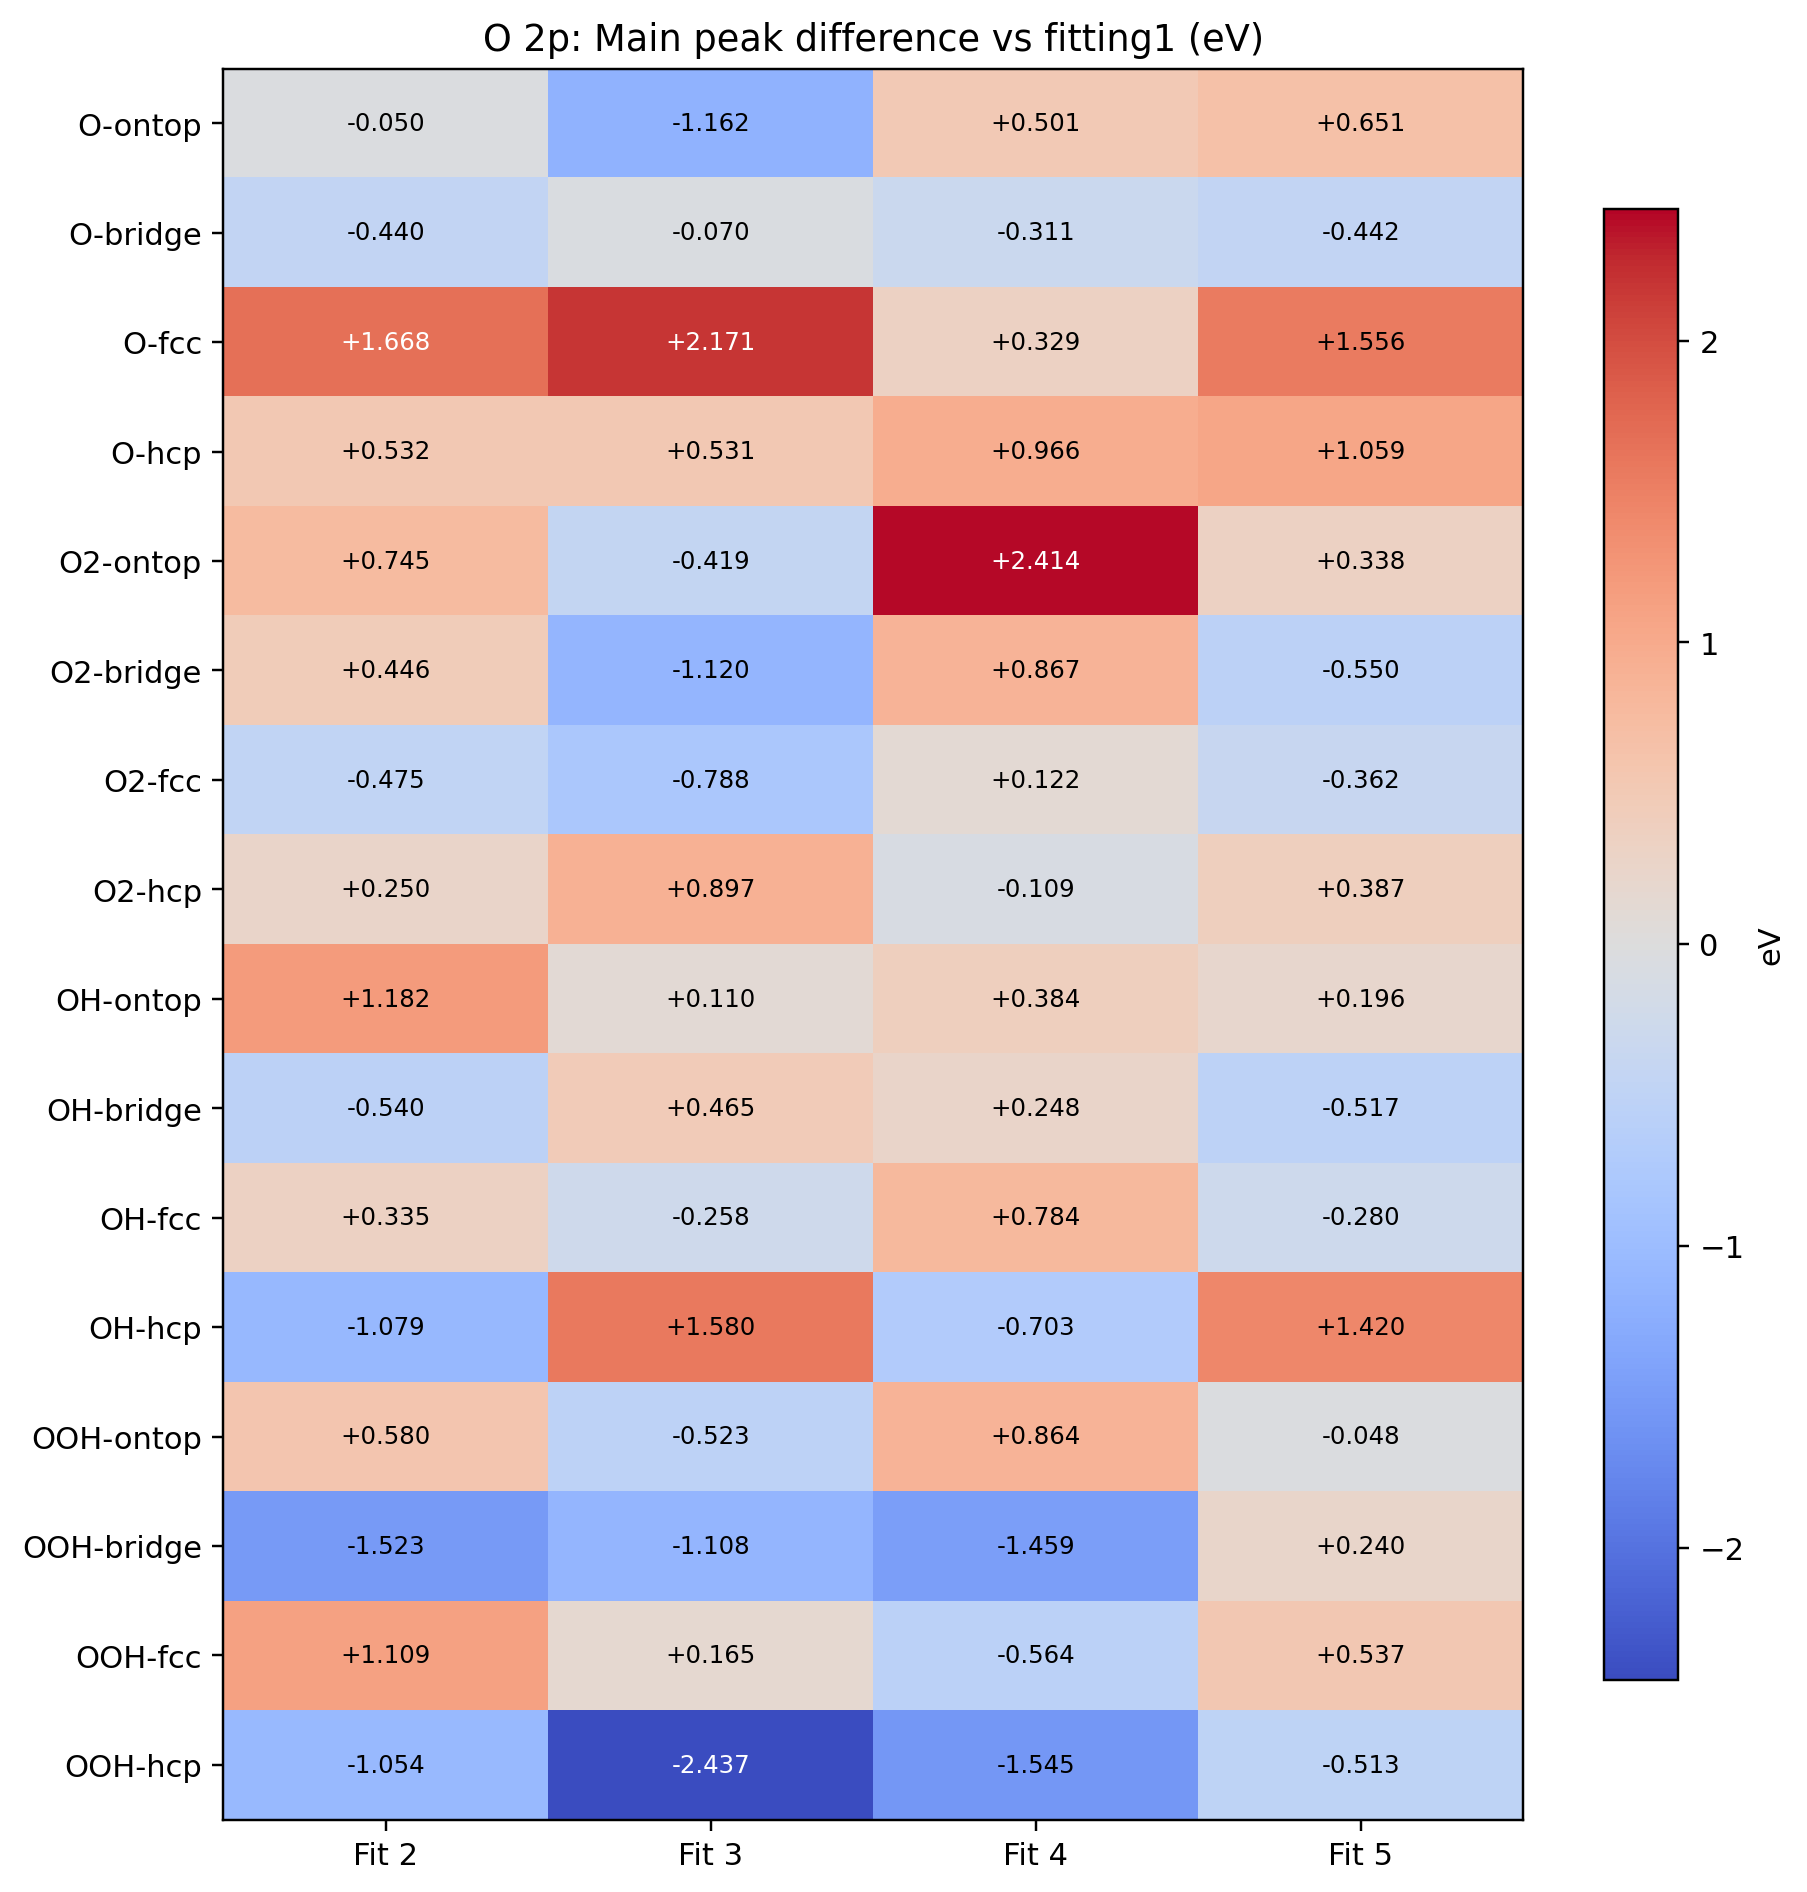 O 2p: Main peak difference vs fitting1 (eV)
O-ontop -0.050 -1.162 +0.501 +0.651
O-bridge -0.440 -0.070 -0.311 -0.442
O-fcc +1.668 +2.171 +0.329 +1.556
O-hcp +0.532 +0.531 +0.966 +1.059
O2-ontop +0.745 -0.419 +2.414 +0.338
O2-bridge +0.446 -1.120 +0.867 -0.550
O2-fcc -0.475 -0.788 +0.122 -0.362
O2-hcp +0.250 +0.897 -0.109 +0.387
OH-ontop +1.182 +0.110 +0.384 +0.196
OH-bridge -0.540 +0.465 +0.248 -0.517
OH-fcc +0.335 -0.258 +0.784 -0.280
OH-hcp -1.079 +1.580 -0.703 +1.420
OOH-ontop +0.580 -0.523 +0.864 -0.048
OOH-bridge -1.523 -1.108 -1.459 +0.240
OOH-fcc +1.109 +0.165 -0.564 +0.537
OOH-hcp -1.054 -2.437 -1.545 -0.513
Fit 2 Fit 3 Fit 4 Fit 5
2
1
0
−1
−2
eV